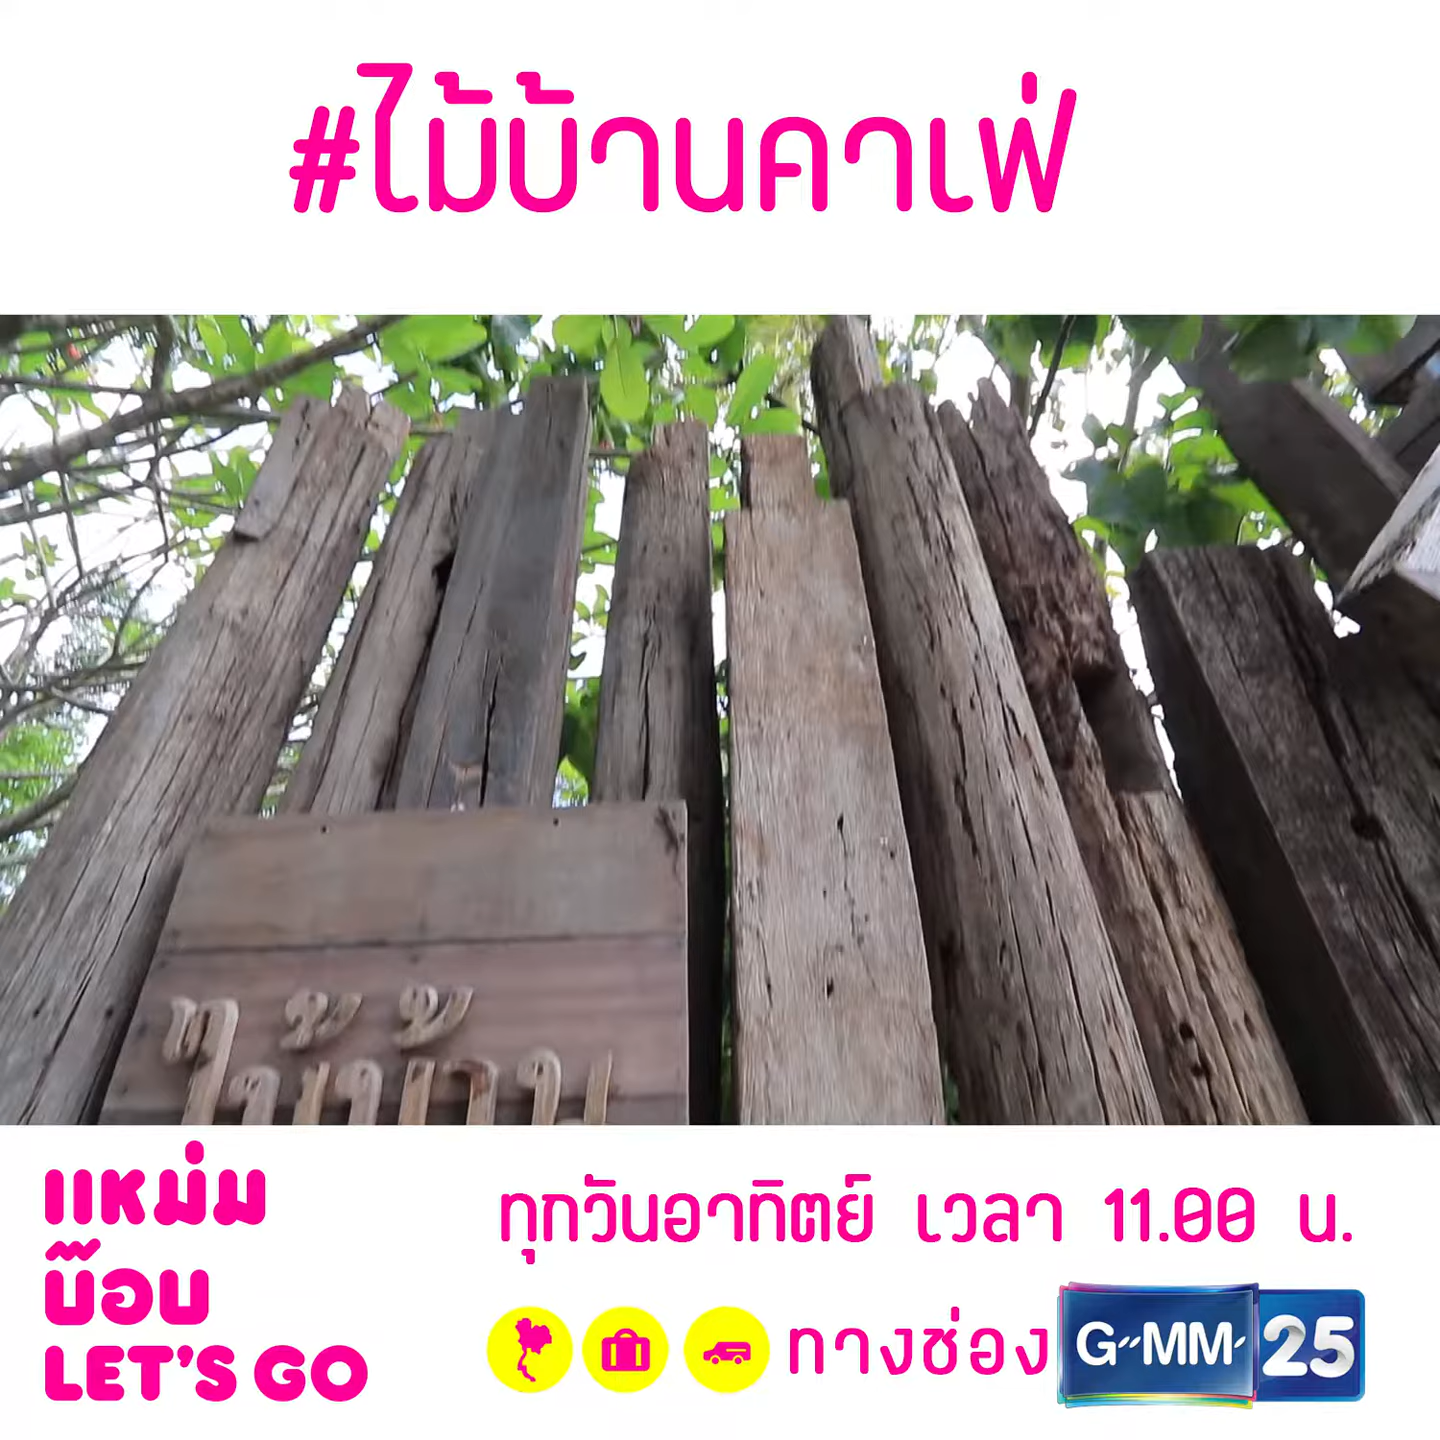 #ไม้บ้านคาเฟ่
แหม่ม
บ๊อบ
LET'S GO
ทุกวันอาทิตย์ เวลา 11.00 น.
ทางช่อง GMM 25